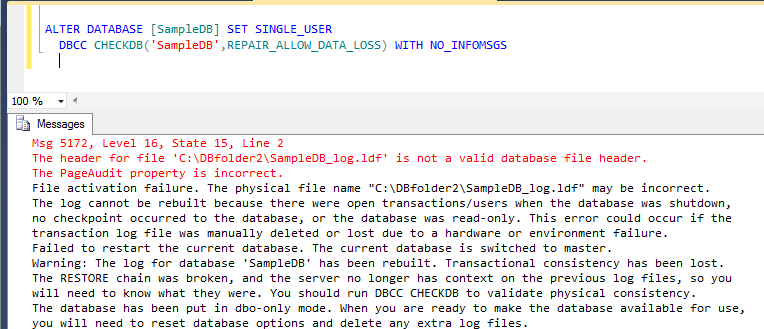 ALTER DATABASE [SampleDB] SET SINGLE_USER
DBCC CHECKDB('SampleDB',REPAIR_ALLOW_DATA_LOSS) WITH NO_INFOMSGS
100 %
Messages
Msg 5172, Level 16, State 15, Line 2
The header for file 'C:\DBfolder2\SampleDB_log.ldf' is not a valid database file header.
The PageAudit property is incorrect.
File activation failure. The physical file name "C:\DBfolder2\SampleDB_log.ldf" may be incorrect.
The log cannot be rebuilt because there were open transactions/users when the database was shutdown,
no checkpoint occurred to the database, or the database was read-only. This error could occur if the
transaction log file was manually deleted or lost due to a hardware or environment failure.
Failed to restart the current database. The current database is switched to master.
Warning: The log for database 'SampleDB' has been rebuilt. Transactional consistency has been lost.
The RESTORE chain was broken, and the server no longer has context on the previous log files, so you
will need to know what they were. You should run DBCC CHECKDB to validate physical consistency.
The database has been put in dbo-only mode. When you are ready to make the database available for use,
you will need to reset database options and delete any extra log files.